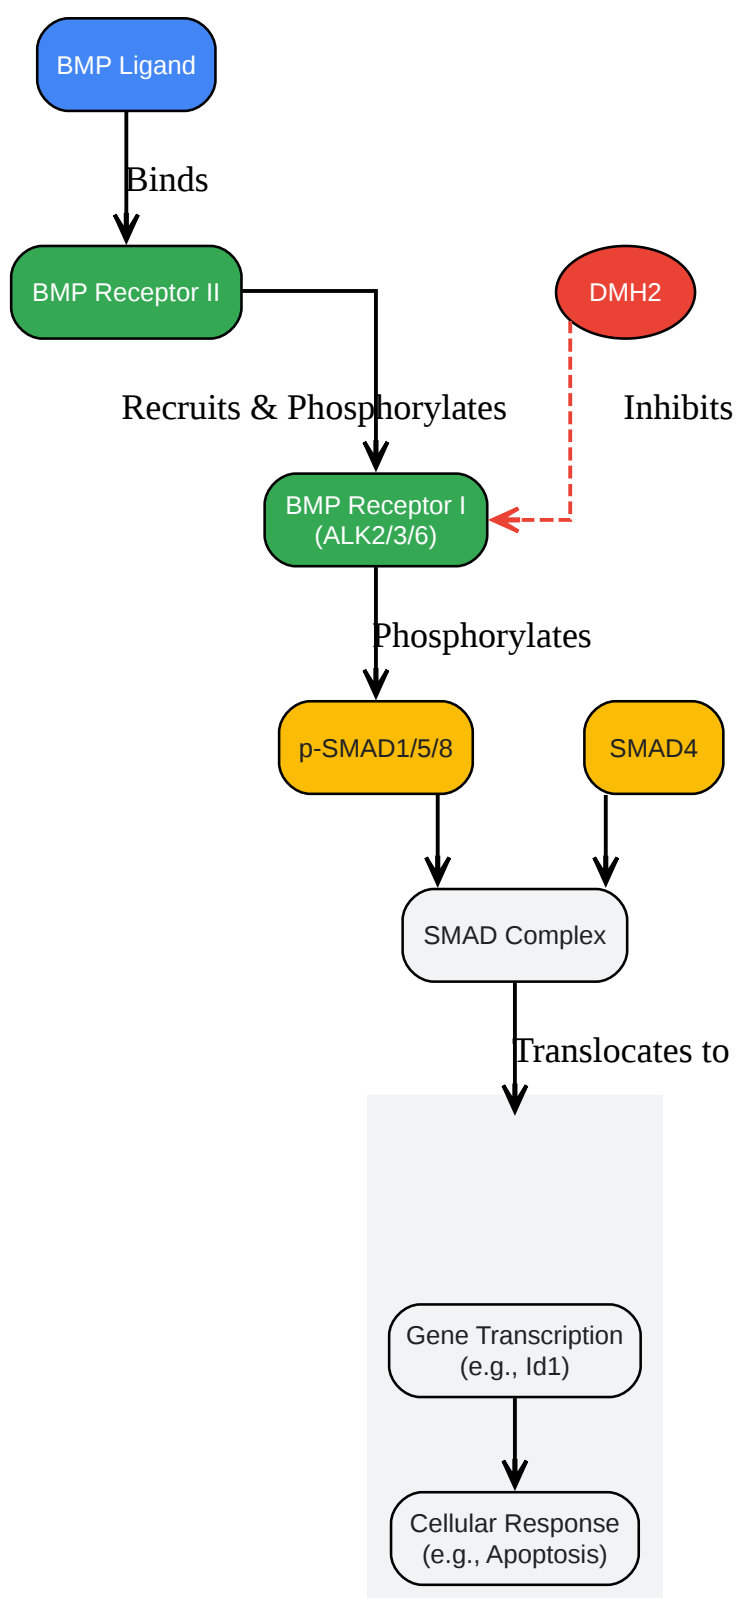 BMP Ligand
Binds
BMP Receptor II
DMH2
Recruits & Phosphorylates
Inhibits
BMP Receptor I
(ALK2/3/6)
Phosphorylates
p-SMAD1/5/8
SMAD4
SMAD Complex
Translocates to
Gene Transcription
(e.g., Id1)
Cellular Response
(e.g., Apoptosis)